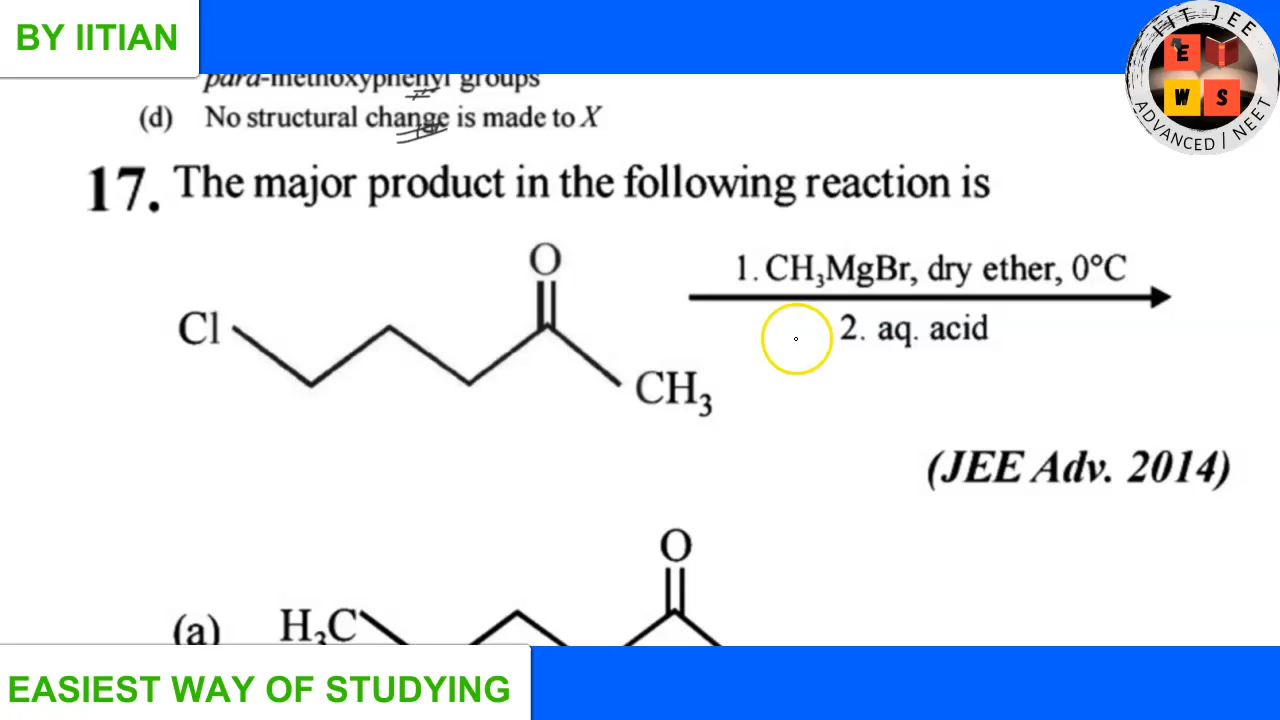 BY IITIAN
IIT JEE
E
W S
ADVANCED | NEET
para-methoxyphenyl groups
(d) No structural change is made to X
17. The major product in the following reaction is
O
Cl
CH₃
1. CH₃MgBr, dry ether, 0°C
2. aq. acid
(JEE Adv. 2014)
O
(a) H₃C
EASIEST WAY OF STUDYING